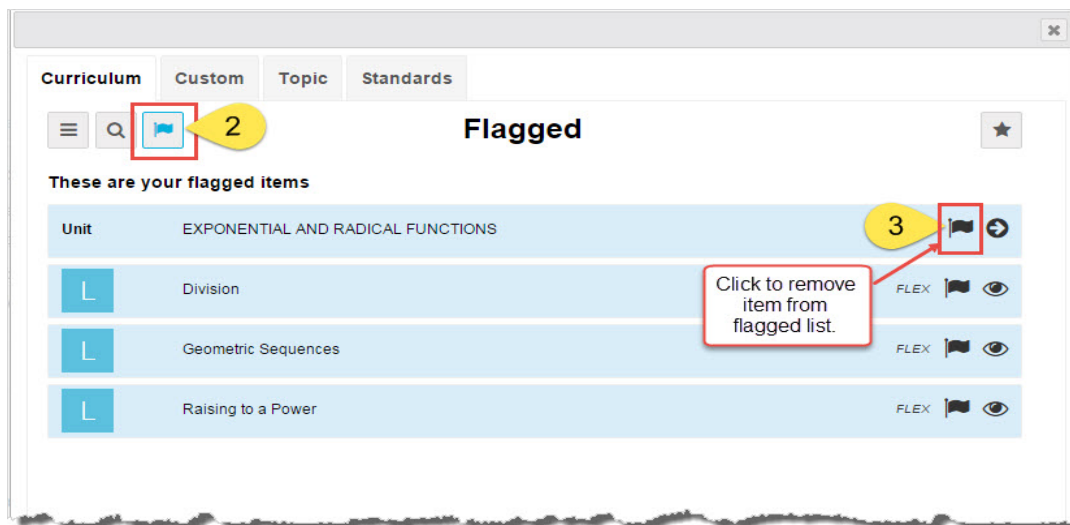 Curriculum Custom Topic Standards
2 Flagged
These are your flagged items
Unit EXPONENTIAL AND RADICAL FUNCTIONS 3
L Division FLEX
Click to remove
item from
flagged list.
L Geometric Sequences FLEX
L Raising to a Power FLEX